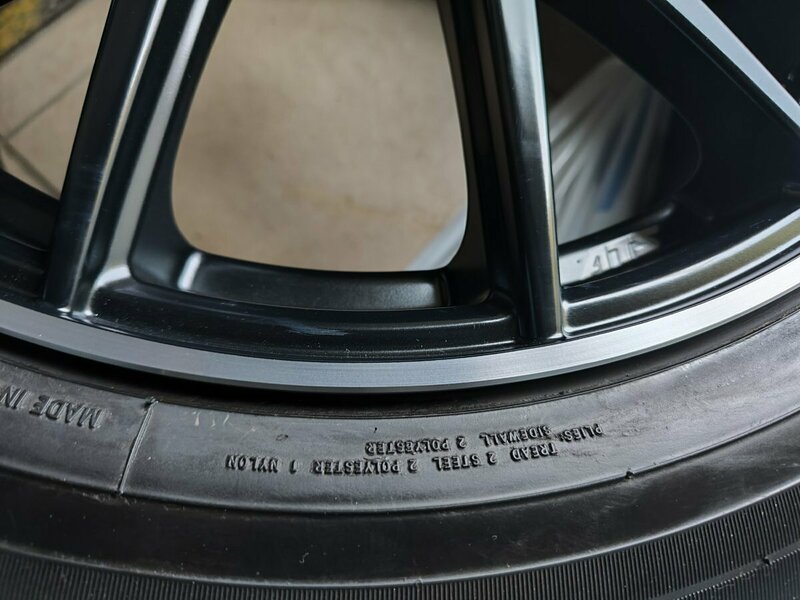 PLIES: SIDEWALL 2 POLYESTER
TREAD 2 STEEL 2 POLYESTER 1 NYLON
MADE IN